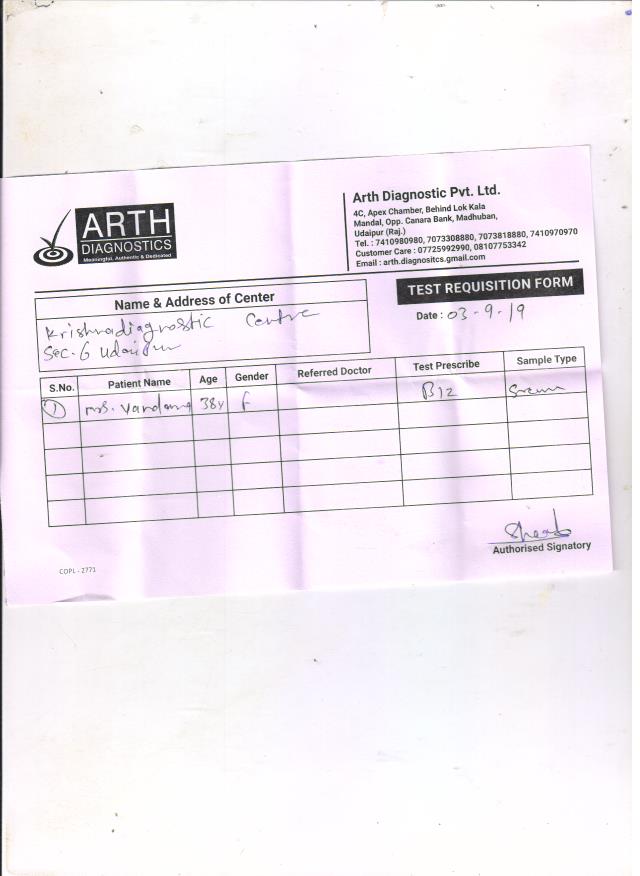 ARTH
DIAGNOSTICS
Meaningful, Authentic & Dedicated
Arth Diagnostic Pvt. Ltd.
4C, Apex Chamber, Behind Lok Kala
Mandal, Opp. Canara Bank, Madhuban,
Udaipur (Raj.)
Tel. : 7410980980, 7073308880, 7073818880, 7410970970
Customer Care : 07725992990, 08107753342
Email : arth.diagnositcs.gmail.com
TEST REQUISITION FORM
Date : 03-9-19
Name & Address of Center
Krishnadiagnostic Centre
Sec. 6 Udaipur
S.No. Patient Name Age Gender Referred Doctor Test Prescribe Sample Type
1 mrs. Vandana 38y F B12 Serum
Authorised Signatory
COPL - 2771